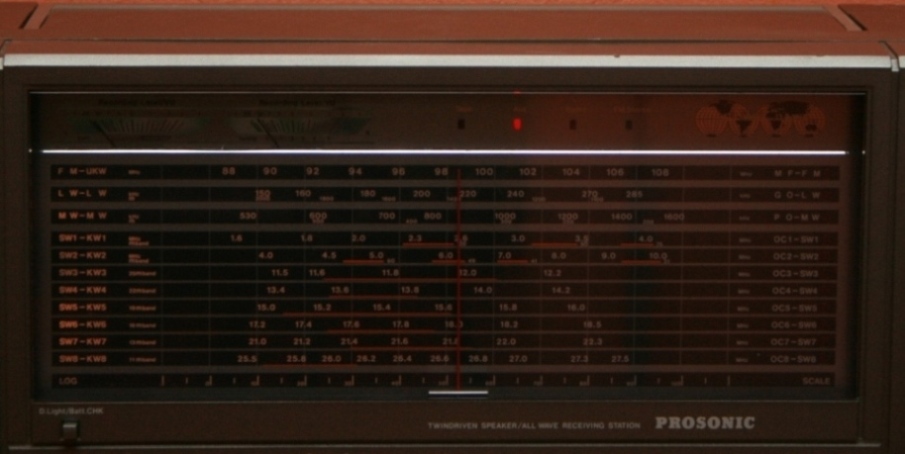 F M-UKW MHz 88 90 92 94 96 98 100 102 104 106 108 MHz M F-F M
L W-L W 150 160 180 200 220 240 270 285 G O-L W
M W-M W 530 600 700 800 1000 1200 1400 1600 P O-M W
SW1-KW1 1.6 1.8 2.0 2.3 3.0 3.5 4.0 OC1-SW1
SW2-KW2 4.0 4.5 5.0 6.0 7.0 8.0 9.0 10.0 OC2-SW2
SW3-KW3 11.5 11.6 11.8 12.0 12.2 OC3-SW3
SW4-KW4 13.4 13.6 13.8 14.0 14.2 OC4-SW4
SW5-KW5 15.0 15.2 15.4 15.6 15.8 16.0 OC5-SW5
SW6-KW6 17.2 17.4 17.6 17.8 18.2 18.5 OC6-SW6
SW7-KW7 21.0 21.2 21.4 21.6 22.0 22.3 OC7-SW7
SW8-KW8 25.5 25.8 26.0 26.2 26.4 26.6 26.8 27.0 27.3 27.5 OC8-SW8
LOG SCALE
D.Light/Batt.CHK
TWINDRIVEN SPEAKER/ALL WAVE RECEIVING STATION PROSONIC